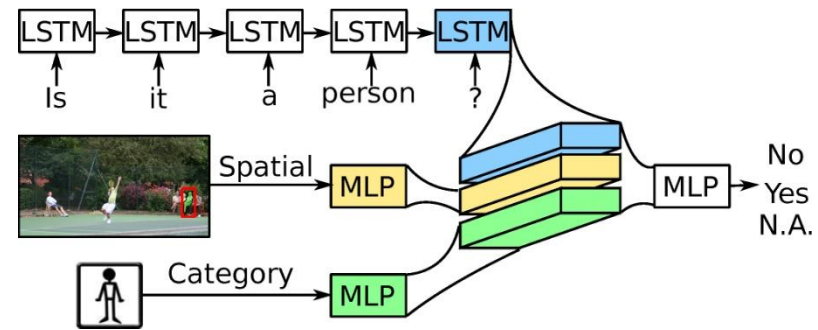 LSTM LSTM LSTM LSTM LSTM
Is it a person ?
Spatial
MLP
MLP
No
Yes
N.A.
Category
MLP